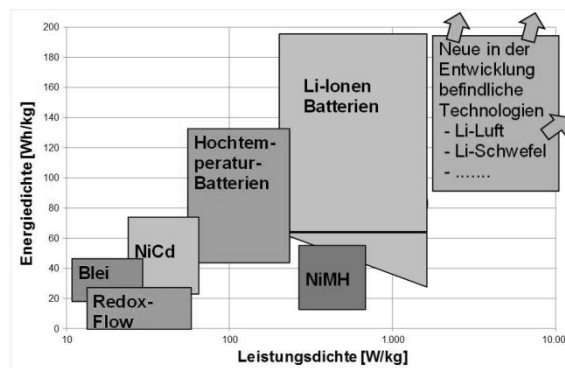 Energiedichte [Wh/kg]
200
180
160
140
120
100
80
60
40
20
0
Blei
Redox-
Flow
NiCd
Hochtem-
peratur-
Batterien
Li-Ionen
Batterien
NiMH
Neue in der
Entwicklung
befindliche
Technologien
- Li-Luft
- Li-Schwefel
- .......
10
100
1.000
10.000
Leistungsdichte [W/kg]